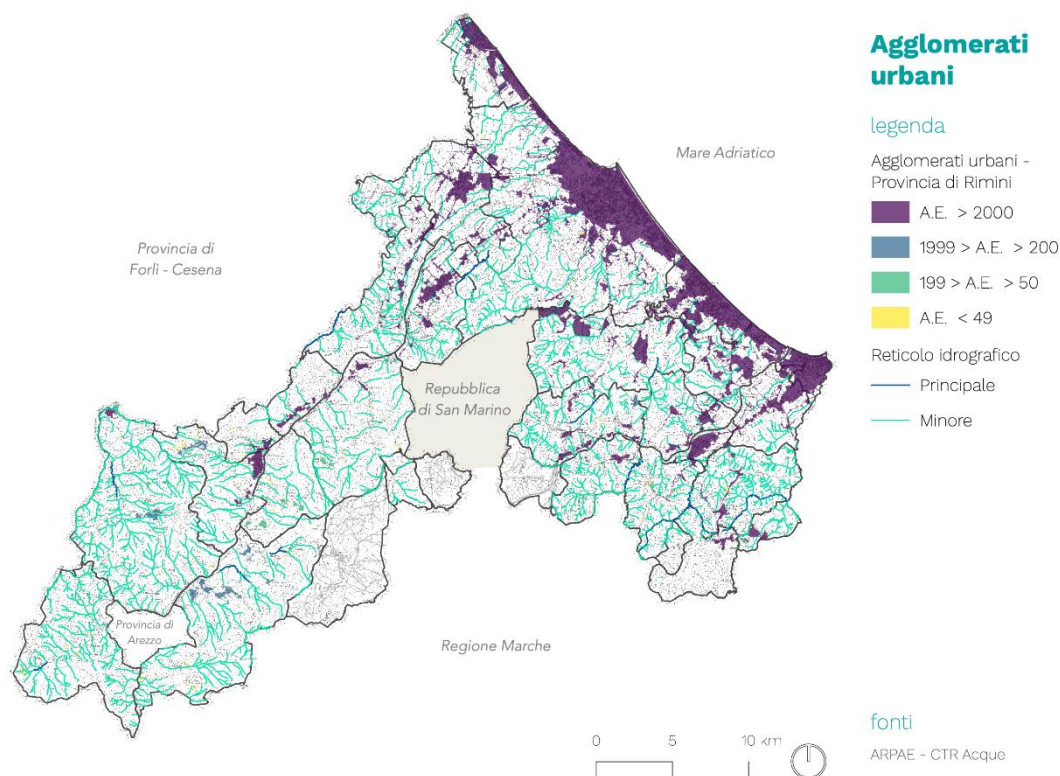 Agglomerati
urbani
legenda
Agglomerati urbani -
Provincia di Rimini
A.E. > 2000
1999 > A.E. > 200
199 > A.E. > 50
A.E. < 49
Reticolo idrografico
Principale
Minore
Mare Adriatico
Provincia di
Forlì - Cesena
Repubblica
di San Marino
Provincia di
Arezzo
Regione Marche
0 5 10 km
fonti
ARPAE - CTR Acque